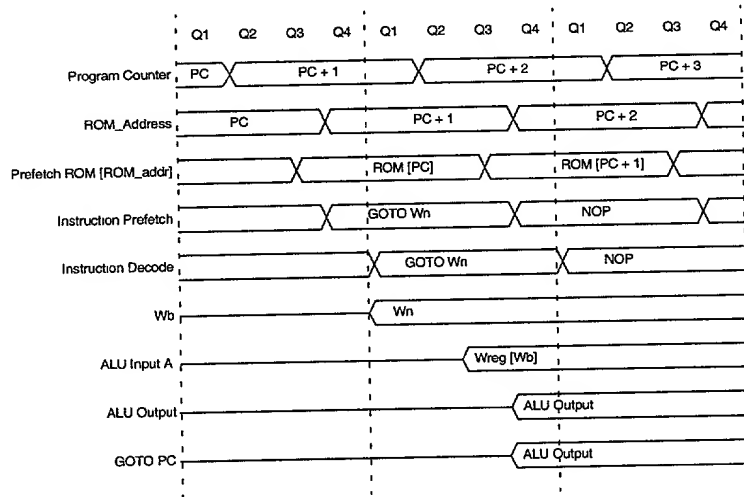 Q1 Q2 Q3 Q4 Q1 Q2 Q3 Q4 Q1 Q2 Q3 Q4
Program Counter PC PC + 1 PC + 2 PC + 3
ROM_Address PC PC + 1 PC + 2
Prefetch ROM [ROM_addr] ROM [PC] ROM [PC + 1]
Instruction Prefetch GOTO Wn NOP
Instruction Decode GOTO Wn NOP
Wb Wn
ALU Input A Wreg [Wb]
ALU Output ALU Output
GOTO PC ALU Output